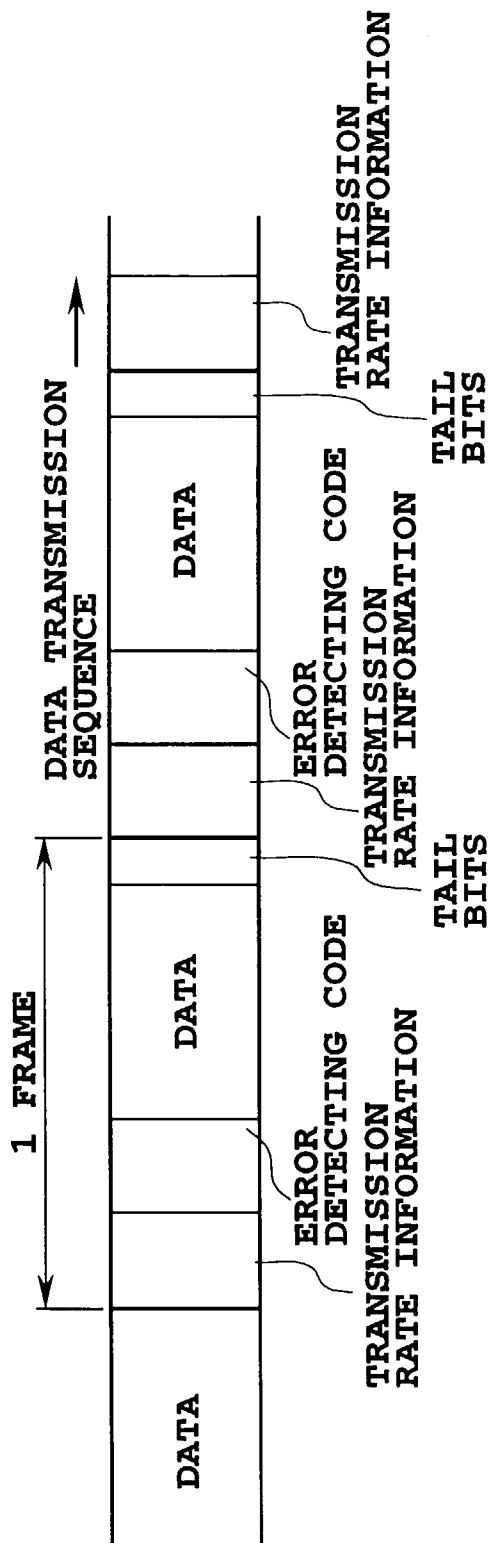 1 FRAME
DATA TRANSMISSION
SEQUENCE
DATA
DATA
DATA
TRANSMISSION
RATE INFORMATION
ERROR
DETECTING CODE
TAIL
BITS
TRANSMISSION
RATE INFORMATION
ERROR
DETECTING CODE
TAIL
BITS
TRANSMISSION
RATE INFORMATION